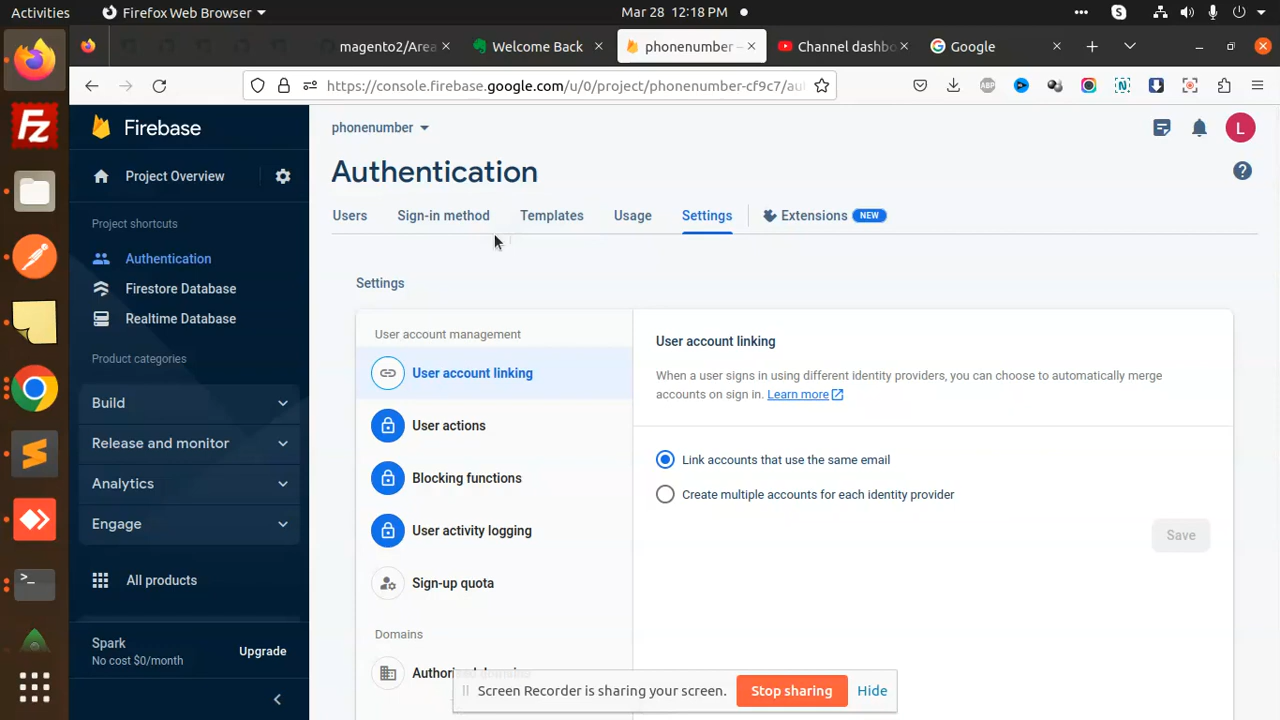 Activities
Firefox Web Browser
Mar 28 12:18 PM
magento2/Area
Welcome Back
phonenumber –
Channel dashbo
Google
https://console.firebase.google.com/u/0/project/phonenumber-cf9c7/aut
ABP
N
Fz
Firebase
phonenumber
L
Project Overview
Authentication
Users
Sign-in method
Templates
Usage
Settings
Extensions
NEW
Project shortcuts
Authentication
Firestore Database
Realtime Database
Product categories
Build
Release and monitor
Analytics
Engage
All products
Spark
No cost $0/month
Upgrade
Settings
User account management
User account linking
User actions
Blocking functions
User activity logging
Sign-up quota
Domains
Authorized domains
User account linking
When a user signs in using different identity providers, you can choose to automatically merge
accounts on sign in. Learn more
Link accounts that use the same email
Create multiple accounts for each identity provider
Save
Screen Recorder is sharing your screen.
Stop sharing
Hide